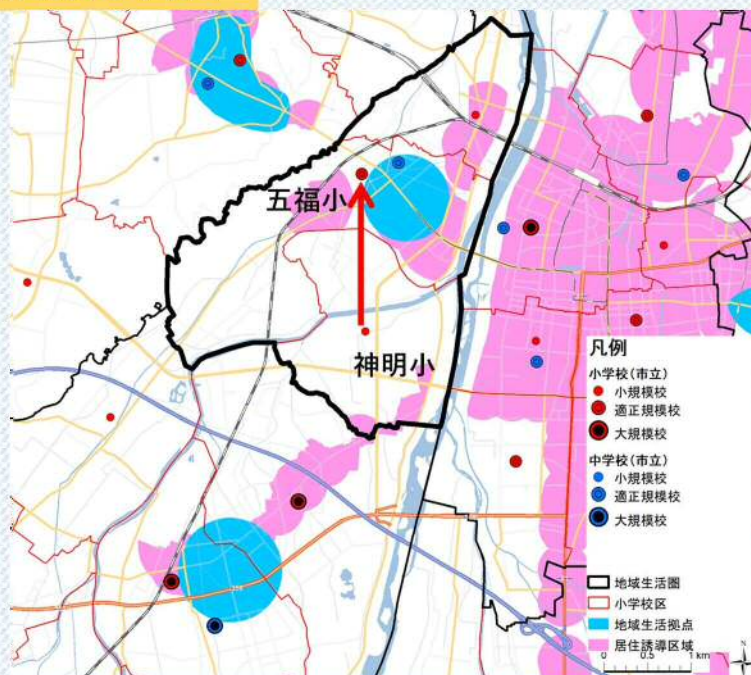 五福小
神明小
凡例
小学校(市立)
小規模校
適正規模校
大規模校
中学校(市立)
小規模校
適正規模校
大規模校
地域生活圏
小学校区
地域生活拠点
居住誘導区域
0 0.5 1 km